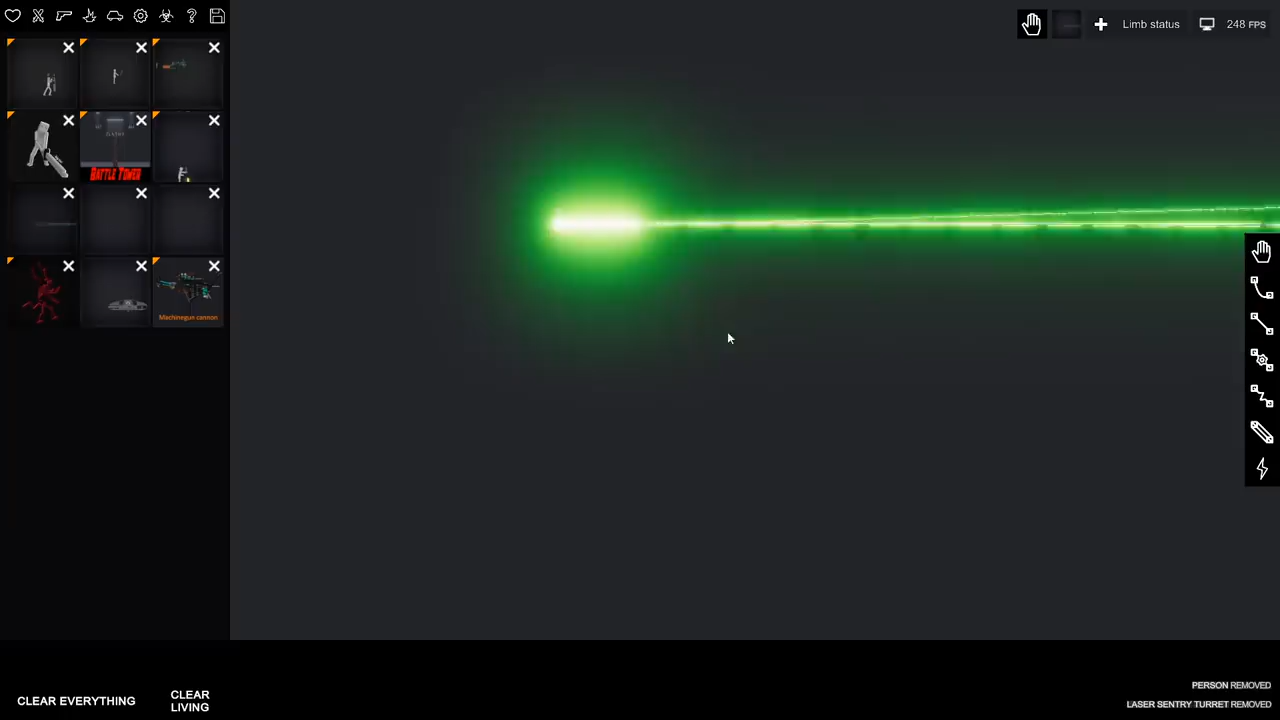 Limb status
248 FPS
BATTLE TOWER
Machinegun cannon
CLEAR EVERYTHING
CLEAR
LIVING
PERSON REMOVED
LASER SENTRY TURRET REMOVED